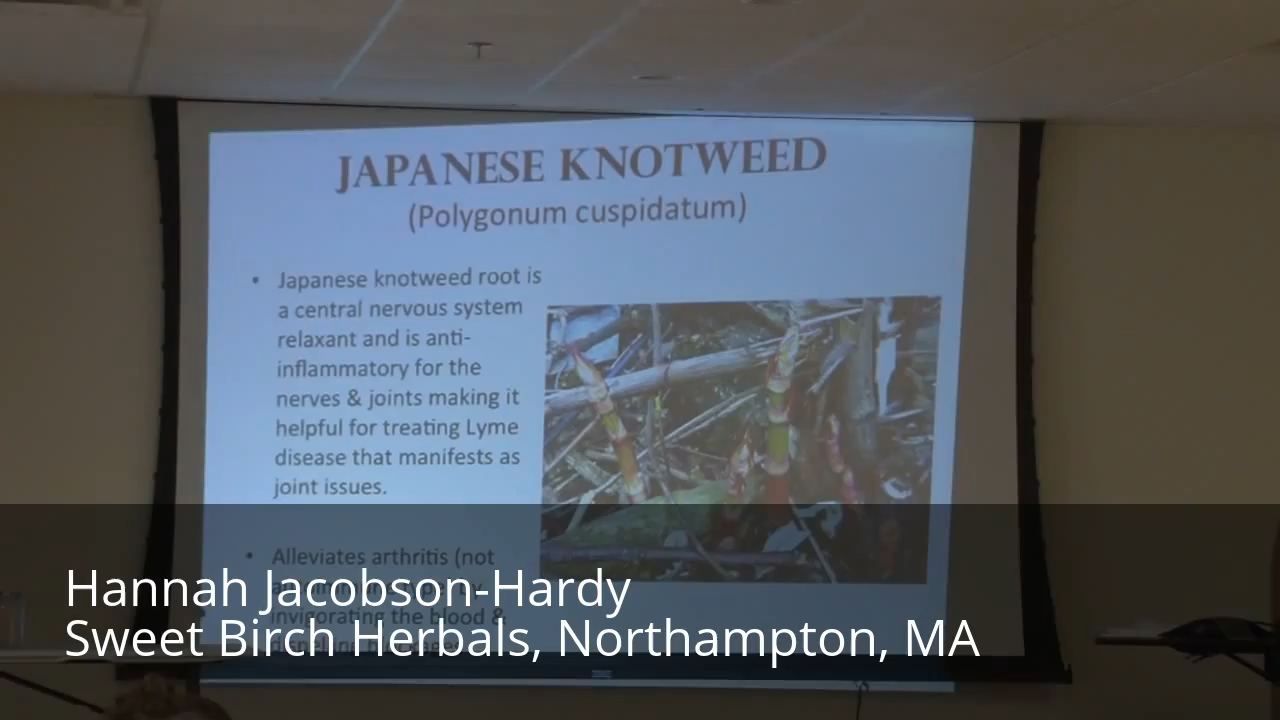 JAPANESE KNOTWEED
(Polygonum cuspidatum)
• Japanese knotweed root is
a central nervous system
relaxant and is anti-
inflammatory for the
nerves & joints making it
helpful for treating Lyme
disease that manifests as
joint issues.
• Alleviates arthritis (not
invigorating the blood &
Hannah Jacobson-Hardy
Sweet Birch Herbals, Northampton, MA